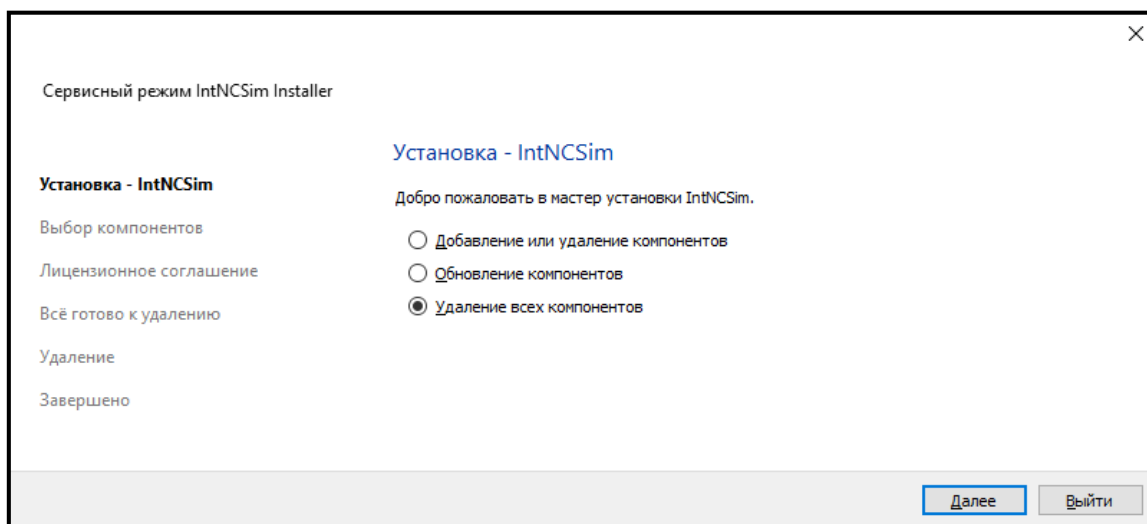 Сервисный режим IntNCSim Installer
Установка - IntNCSim
Выбор компонентов
Лицензионное соглашение
Всё готово к удалению
Удаление
Завершено
Установка - IntNCSim
Добро пожаловать в мастер установки IntNCSim.
Добавление или удаление компонентов
Обновление компонентов
Удаление всех компонентов
Далее
Выйти